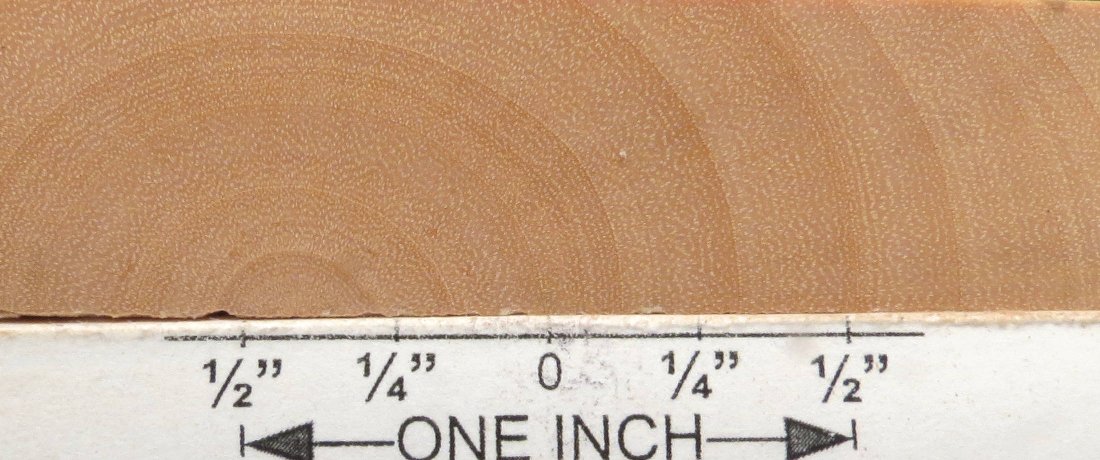 ½” ¼” 0 ¼” ½”
ONE INCH